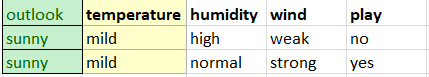 outlook temperature humidity wind play
sunny mild high weak no
sunny mild normal strong yes